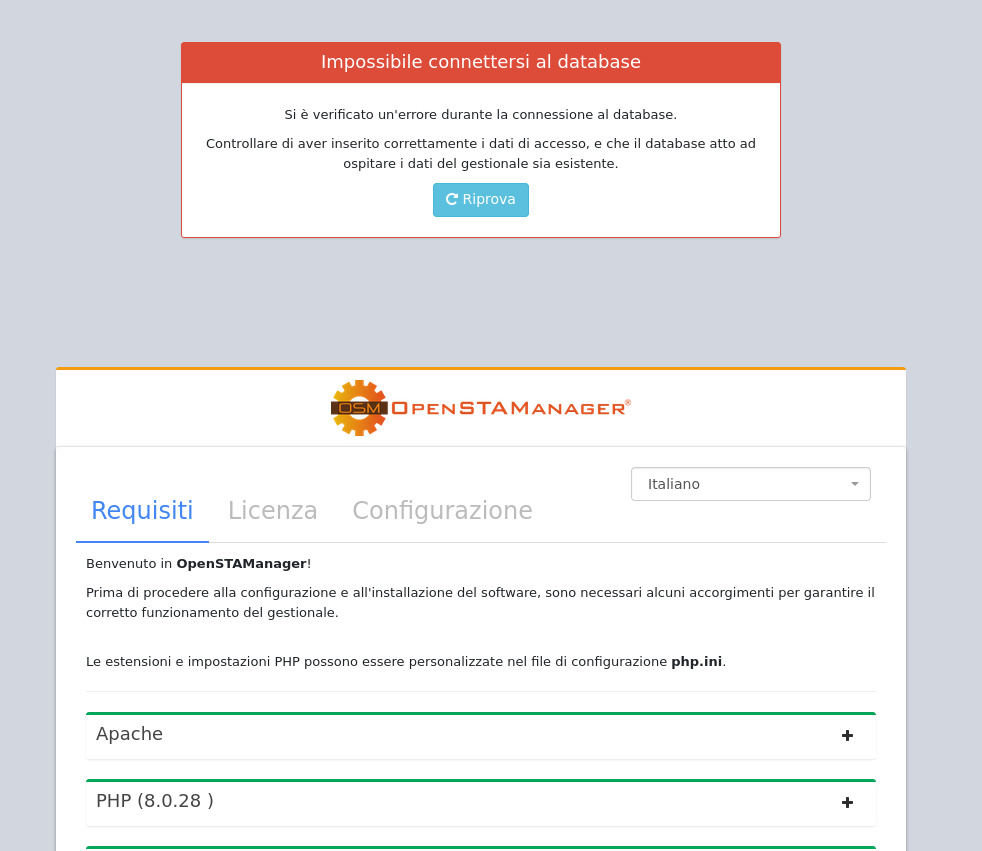 Impossibile connettersi al database
Si è verificato un'errore durante la connessione al database.
Controllare di aver inserito correttamente i dati di accesso, e che il database atto ad
ospitare i dati del gestionale sia esistente.
Riprova
OSM OPENSTAMANAGER®
Italiano
Requisiti Licenza Configurazione
Benvenuto in OpenSTAManager!
Prima di procedere alla configurazione e all'installazione del software, sono necessari alcuni accorgimenti per garantire il
corretto funzionamento del gestionale.
Le estensioni e impostazioni PHP possono essere personalizzate nel file di configurazione php.ini.
Apache
PHP (8.0.28 )